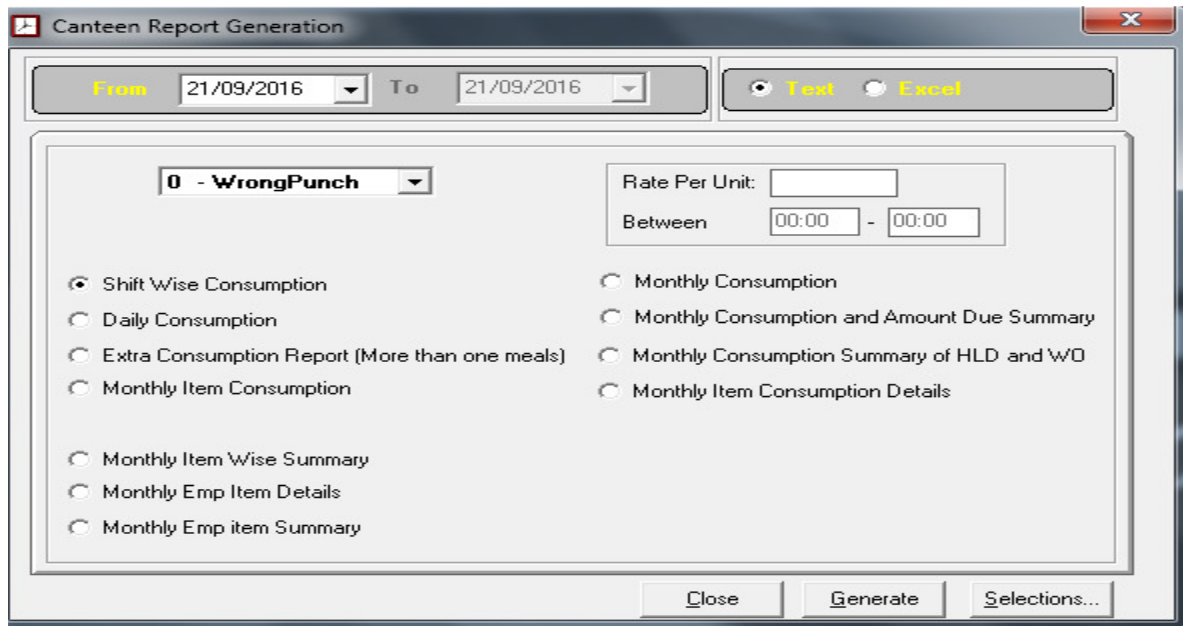 Canteen Report Generation
From 21/09/2016 To 21/09/2016 Text Excel
0 - WrongPunch
Rate Per Unit:
Between 00:00 - 00:00
Shift Wise Consumption
Daily Consumption
Extra Consumption Report (More than one meals)
Monthly Item Consumption
Monthly Consumption
Monthly Consumption and Amount Due Summary
Monthly Consumption Summary of HLD and WO
Monthly Item Consumption Details
Monthly Item Wise Summary
Monthly Emp Item Details
Monthly Emp item Summary
Close Generate Selections...